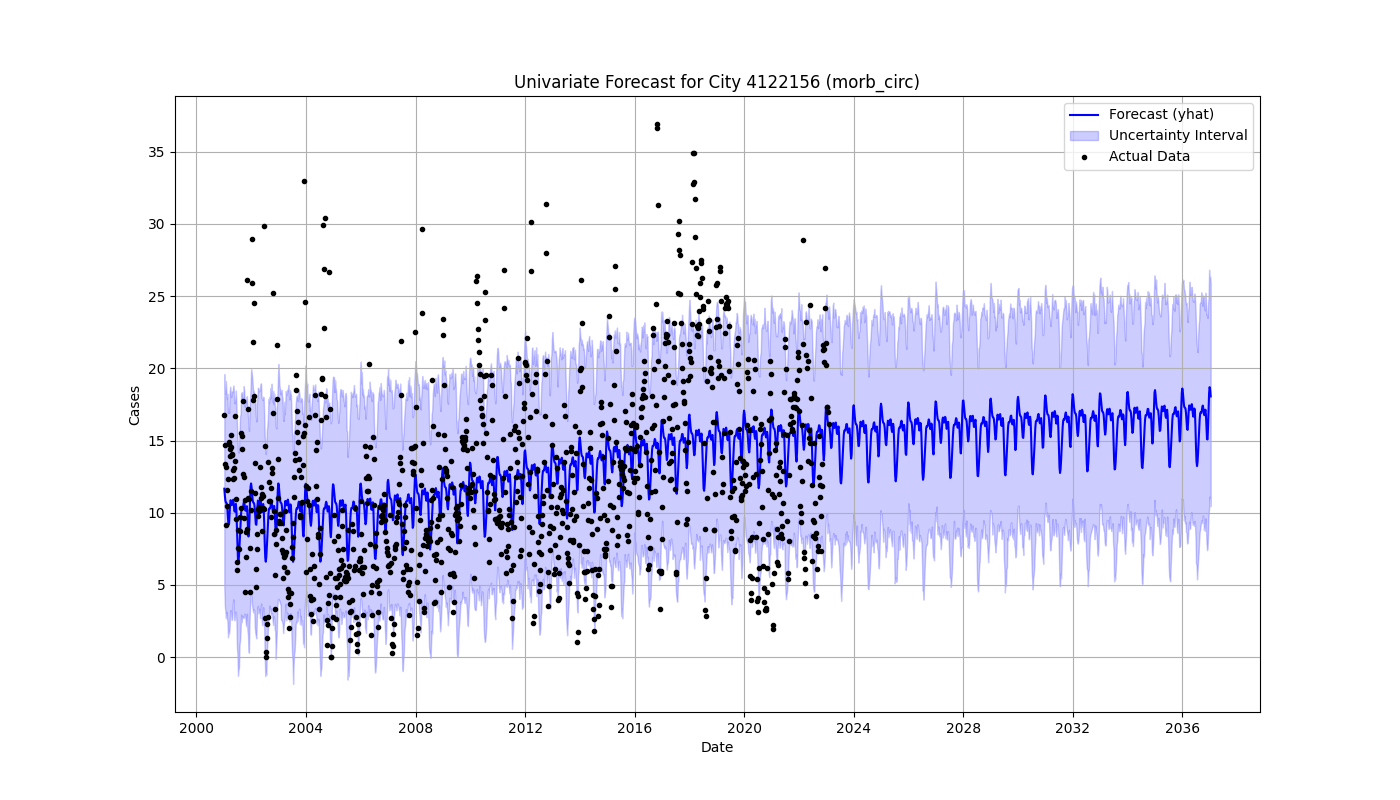 Univariate Forecast for City 4122156 (morb_circ)
Forecast (yhat)
Uncertainty Interval
Actual Data
Cases
35
30
25
20
15
10
5
0
2000 2004 2008 2012 2016 2020 2024 2028 2032 2036
Date